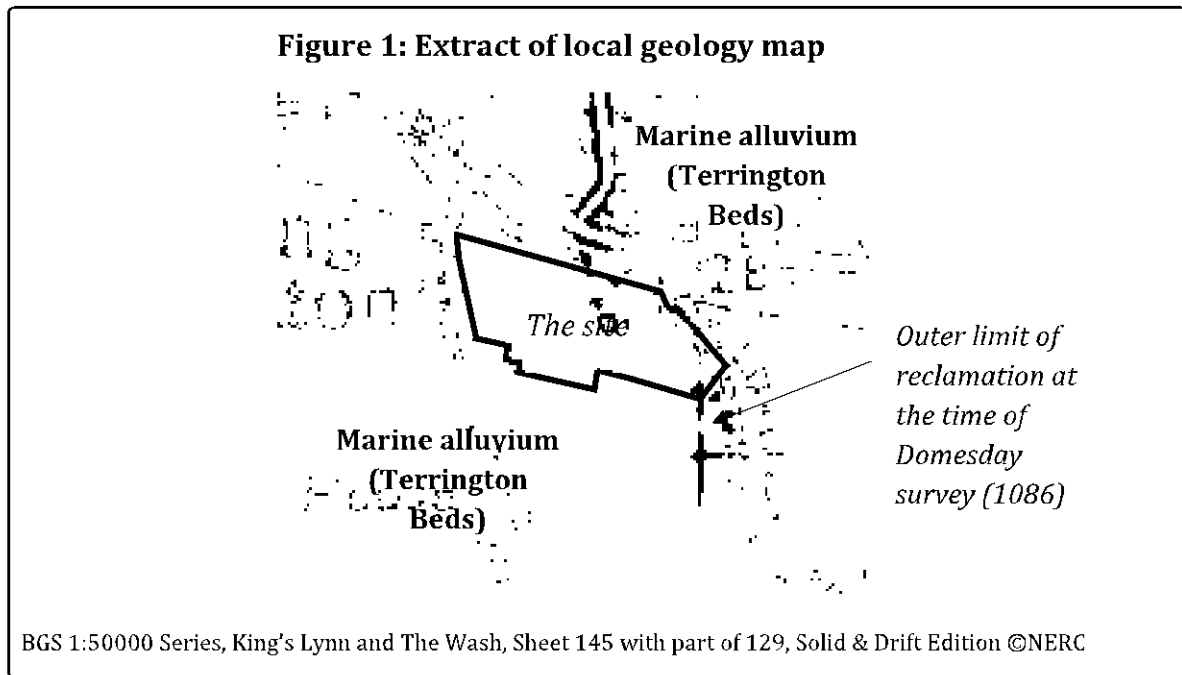 Figure 1: Extract of local geology map
Marine alluvium
(Terrington
Beds)
The site
Outer limit of
reclamation at
the time of
Domesday
survey (1086)
Marine alluvium
(Terrington
Beds)
BGS 1:50000 Series, King's Lynn and The Wash, Sheet 145 with part of 129, Solid & Drift Edition ©NERC